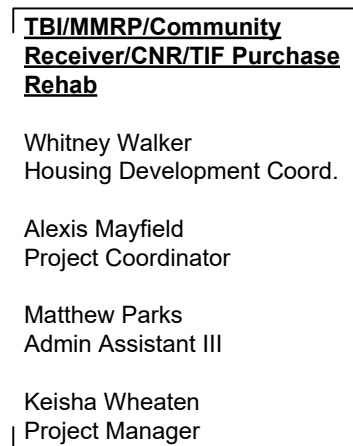 TBI/MMRP/Community
Receiver/CNR/TIF Purchase
Rehab
Whitney Walker
Housing Development Coord.
Alexis Mayfield
Project Coordinator
Matthew Parks
Admin Assistant III
Keisha Wheaten
Project Manager